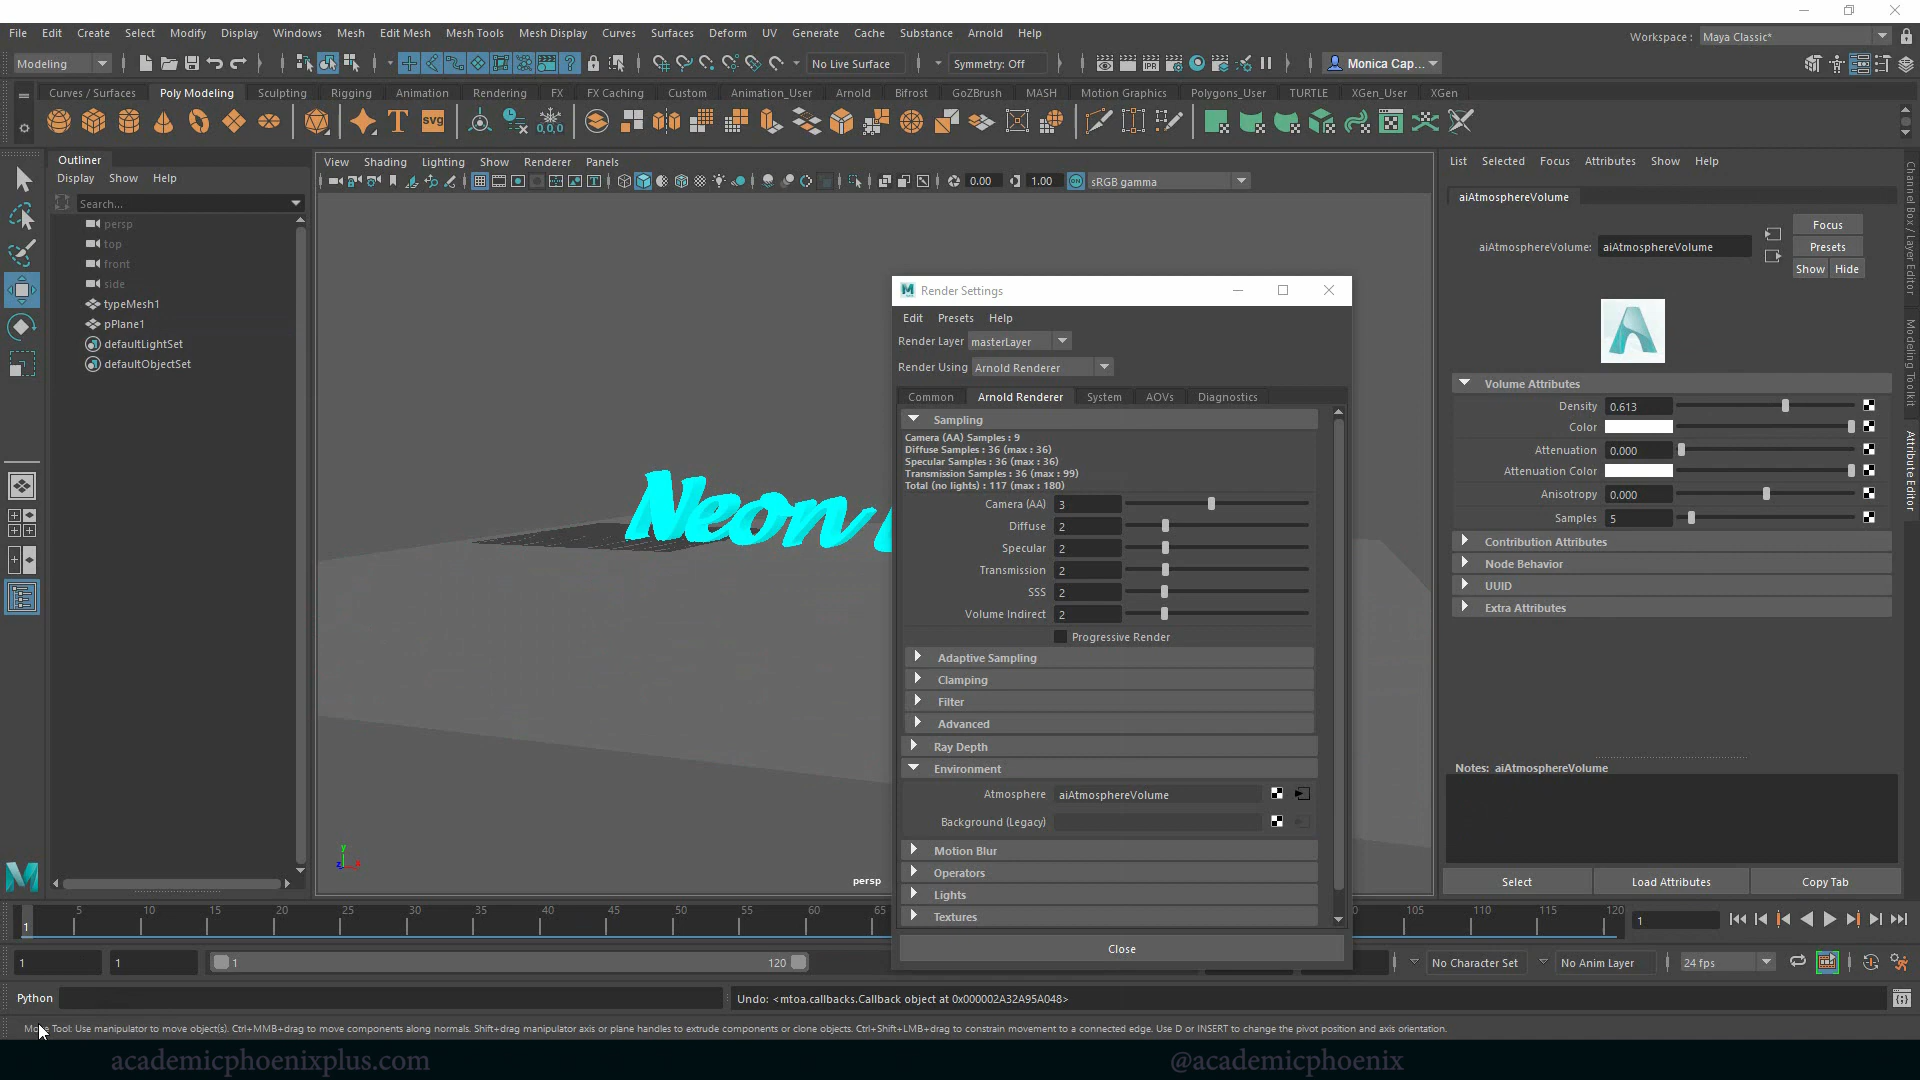 File Edit Create Select Modify Display Windows Mesh Edit Mesh Mesh Tools Mesh Display Curves Surfaces Deform UV Generate Cache Substance Arnold Help
Workspace : Maya Classic*
Modeling No Live Surface Symmetry: Off Monica Cap...
Curves / Surfaces Poly Modeling Sculpting Rigging Animation Rendering FX FX Caching Custom Animation_User Arnold Bifrost GoZBrush MASH Motion Graphics Polygons_User TURTLE XGen_User XGen
Outliner
Display Show Help
Search...
persp
top
front
side
typeMesh1
pPlane1
defaultLightSet
defaultObjectSet
View Shading Lighting Show Renderer Panels
0.00 1.00 sRGB gamma
Neon
persp
Render Settings
Edit Presets Help
Render Layer masterLayer
Render Using Arnold Renderer
Common Arnold Renderer System AOVs Diagnostics
Sampling
Camera (AA) Samples : 9
Diffuse Samples : 36 (max : 36)
Specular Samples : 36 (max : 36)
Transmission Samples : 36 (max : 99)
Total (no lights) : 117 (max : 180)
Camera (AA) 3
Diffuse 2
Specular 2
Transmission 2
SSS 2
Volume Indirect 2
Progressive Render
Adaptive Sampling
Clamping
Filter
Advanced
Ray Depth
Environment
Atmosphere aiAtmosphereVolume
Background (Legacy)
Motion Blur
Operators
Lights
Textures
Close
List Selected Focus Attributes Show Help
aiAtmosphereVolume
aiAtmosphereVolume: aiAtmosphereVolume
Focus
Presets
Show Hide
Volume Attributes
Density 0.613
Color
Attenuation 0.000
Attenuation Color
Anisotropy 0.000
Samples 5
Contribution Attributes
Node Behavior
UUID
Extra Attributes
Notes: aiAtmosphereVolume
Select Load Attributes Copy Tab
Channel Box / Layer Editor
Modeling Toolkit
Attribute Editor
1 5 10 15 20 25 30 35 40 45 50 55 60 65 105 110 115 120 1
1 1 1 120 No Character Set No Anim Layer 24 fps
Python Undo: <mtoa.callbacks.Callback object at 0x000002A32A95A048>
Move Tool: Use manipulator to move object(s). Ctrl+MMB+drag to move components along normals. Shift+drag manipulator axis or plane handles to extrude components or clone objects. Ctrl+Shift+LMB+drag to constrain movement to a connected edge. Use D or INSERT to change the pivot position and axis orientation.
academicphoenixplus.com @academicphoenix